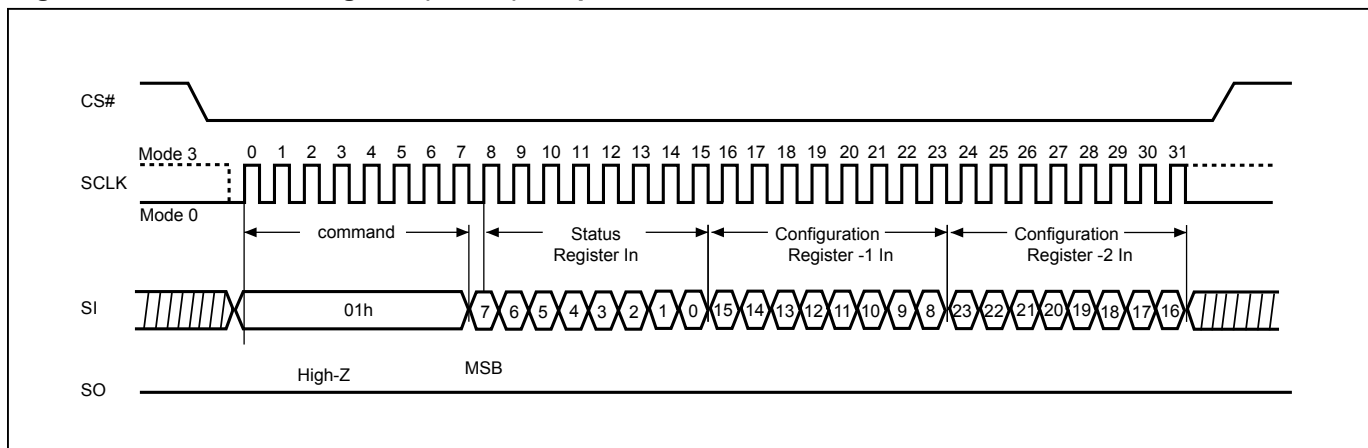 CS#
Mode 3
0 1 2 3 4 5 6 7 8 9 10 11 12 13 14 15 16 17 18 19 20 21 22 23 24 25 26 27 28 29 30 31
SCLK
Mode 0
command
Status
Register In
Configuration
Register -1 In
Configuration
Register -2 In
SI
01h
7 6 5 4 3 2 1 0 15 14 13 12 11 10 9 8 23 22 21 20 19 18 17 16
High-Z
MSB
SO